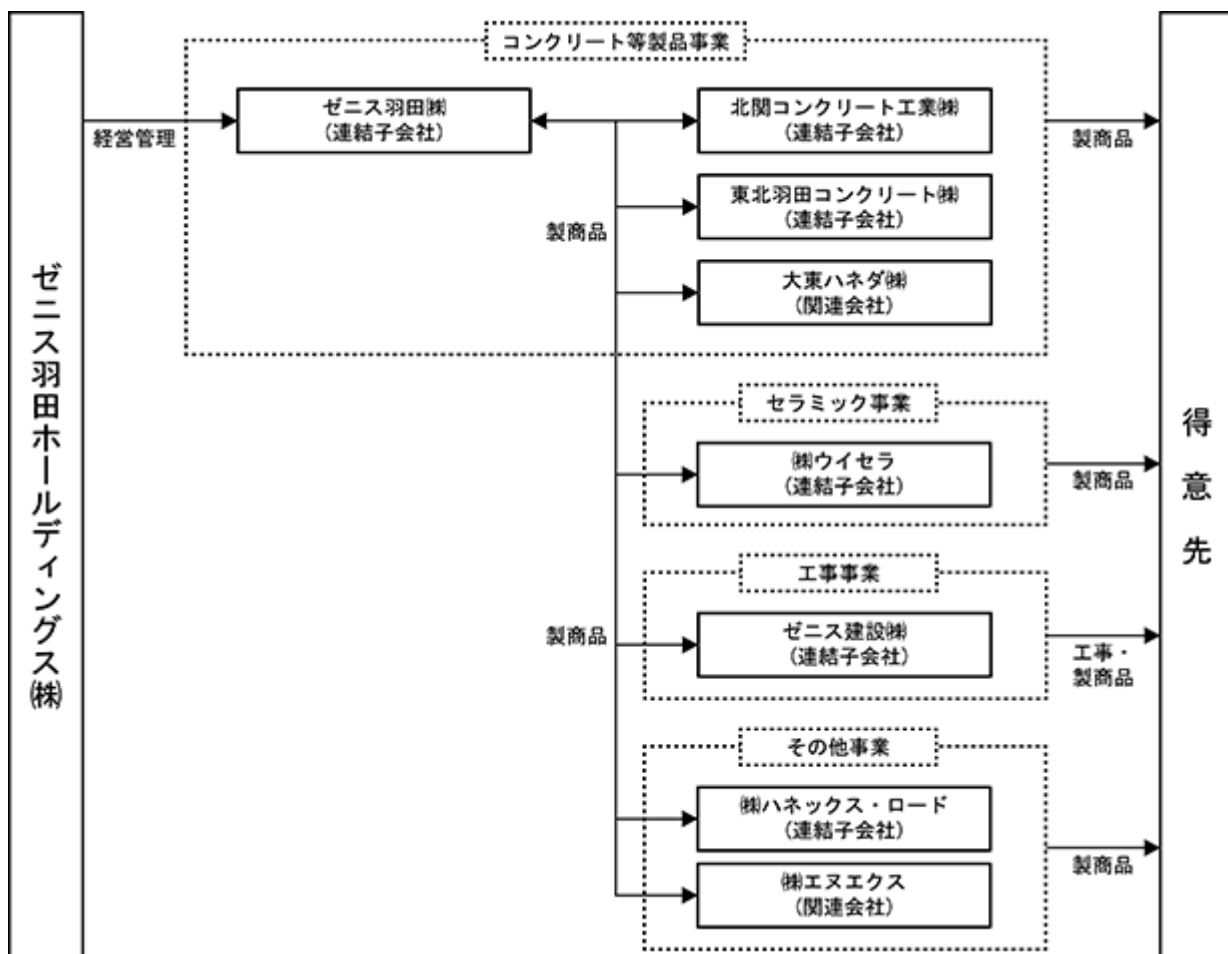 ゼニス羽田ホールディングス㈱
コンクリート等製品事業
経営管理
ゼニス羽田㈱
(連結子会社)
北関コンクリート工業㈱
(連結子会社)
製商品
東北羽田コンクリート㈱
(連結子会社)
製商品
大東ハネダ㈱
(関連会社)
セラミック事業
㈱ウイセラ
(連結子会社)
製商品
工事事業
製商品
ゼニス建設㈱
(連結子会社)
工事・
製商品
その他事業
㈱ハネックス・ロード
(連結子会社)
㈱エヌエクス
(関連会社)
製商品
得意先